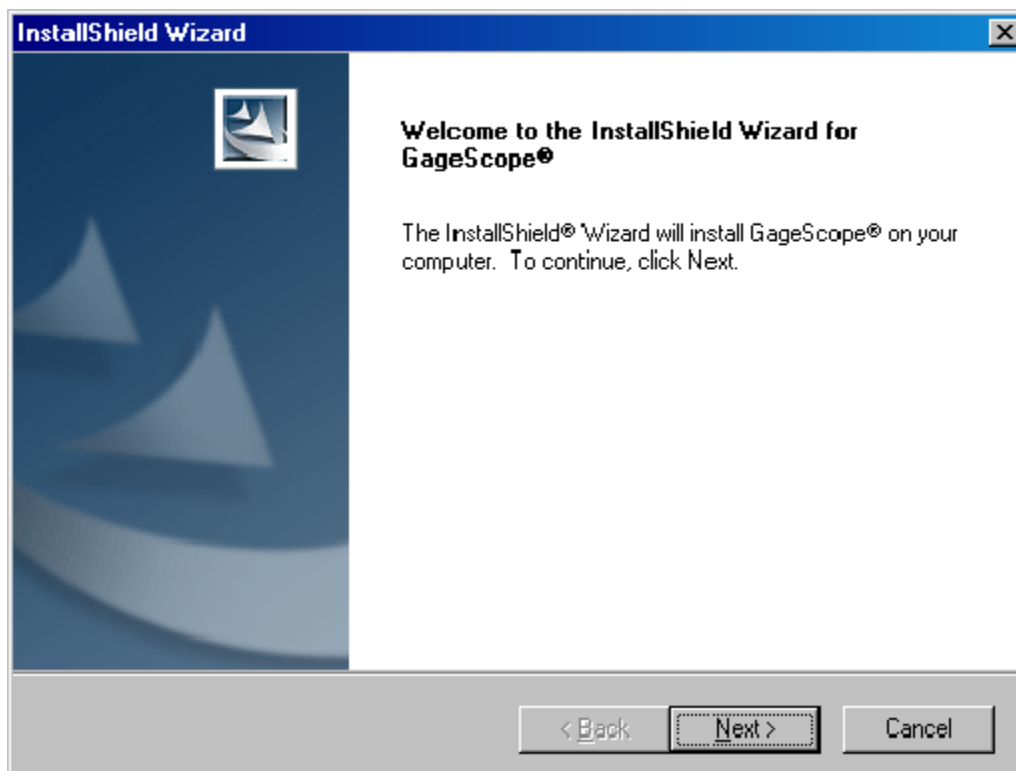 InstallShield Wizard
Welcome to the InstallShield Wizard for
GageScope®
The InstallShield® Wizard will install GageScope® on your
computer.  To continue, click Next.
< Back
Next >
Cancel